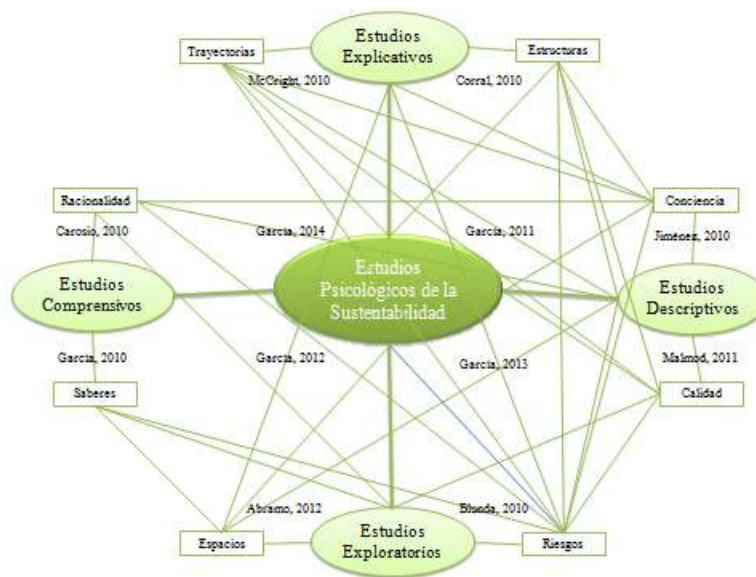 Estudios
Explicativos
Trayectorias
Estructuras
McCright, 2010
Corral, 2010
Racionalidad
Conciencia
Carosio, 2010
García, 2014
García, 2011
Jiménez, 2010
Estudios
Comprensivos
Estudios
Psicológicos de la
Sustentabilidad
Estudios
Descriptivos
García, 2010
García, 2012
García, 2013
Malmod, 2011
Saberes
Calidad
Abramo, 2012
2010
Espacios
Estudios
Exploratorios
Riesgos